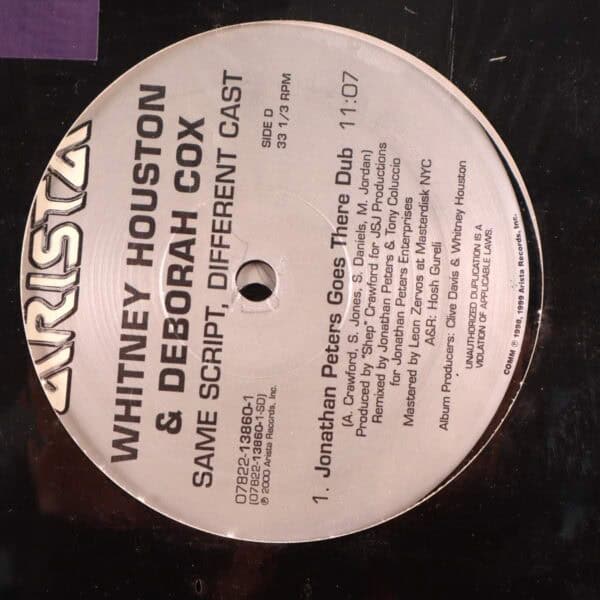 ARISTA
WHITNEY HOUSTON
& DEBORAH COX
SAME SCRIPT, DIFFERENT CAST
SIDE D
33 1/3 RPM
07822-13860-1
(07822-13860-1-SD)
℗ 2000 Arista Records, Inc.
1. Jonathan Peters Goes There Dub 11:07
(A. Crawford, S. Jones, S. Daniels, M. Jordan)
Produced by "Shep" Crawford for JSJ Productions
Remixed by Jonathan Peters & Tony Coluccio
for Jonathan Peters Enterprises
Mastered by Leon Zervos at Masterdisk NYC
A&R: Hosh Gureli
Album Producers: Clive Davis & Whitney Houston
UNAUTHORIZED DUPLICATION IS A
VIOLATION OF APPLICABLE LAWS.
COMM ℗ 1998, 1999 Arista Records, Inc.